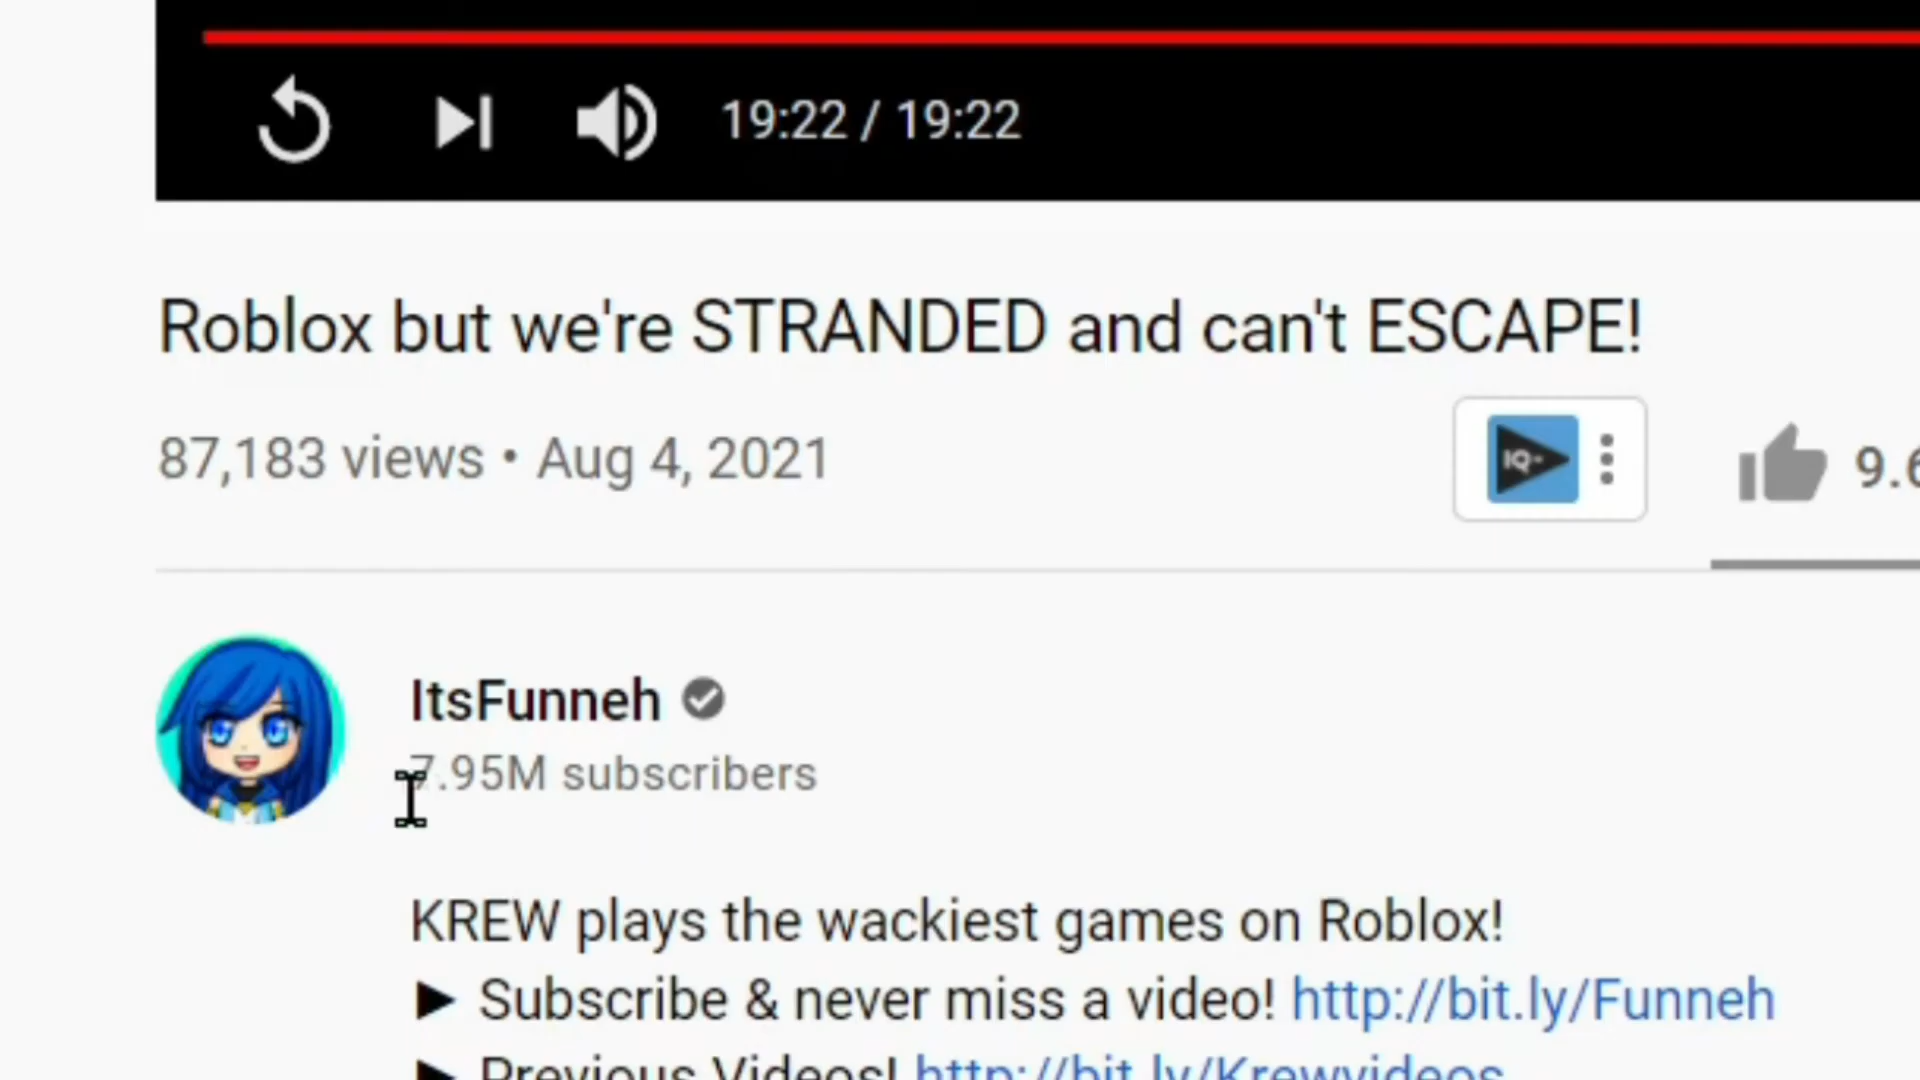 19:22 / 19:22
Roblox but we're STRANDED and can't ESCAPE!
87,183 views • Aug 4, 2021
IQ
9.6
ItsFunneh
7.95M subscribers
KREW plays the wackiest games on Roblox!
► Subscribe & never miss a video! http://bit.ly/Funneh
► Previous Videos! http://bit.ly/Krewvideos